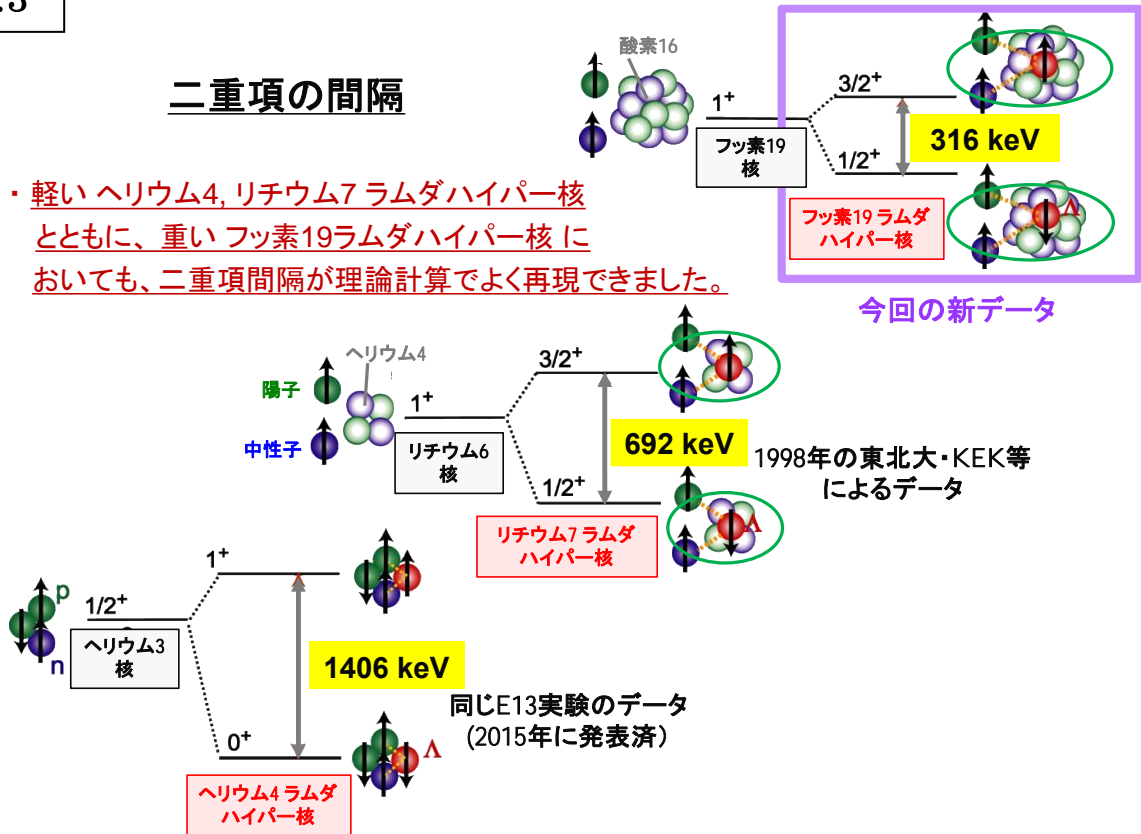 二重項の間隔
・軽い ヘリウム4, リチウム7 ラムダハイパー核
とともに、重い フッ素19ラムダハイパー核 に
おいても、二重項間隔が理論計算でよく再現できました。
酸素16
1+
フッ素19
核
3/2+
1/2+
316 keV
フッ素19 ラムダ
ハイパー核
Λ
今回の新データ
ヘリウム4
陽子
中性子
1+
リチウム6
核
3/2+
1/2+
692 keV
リチウム7 ラムダ
ハイパー核
Λ
1998年の東北大・KEK等
によるデータ
p
n
1/2+
ヘリウム3
核
1+
0+
1406 keV
Λ
ヘリウム4 ラムダ
ハイパー核
同じE13実験のデータ
(2015年に発表済)